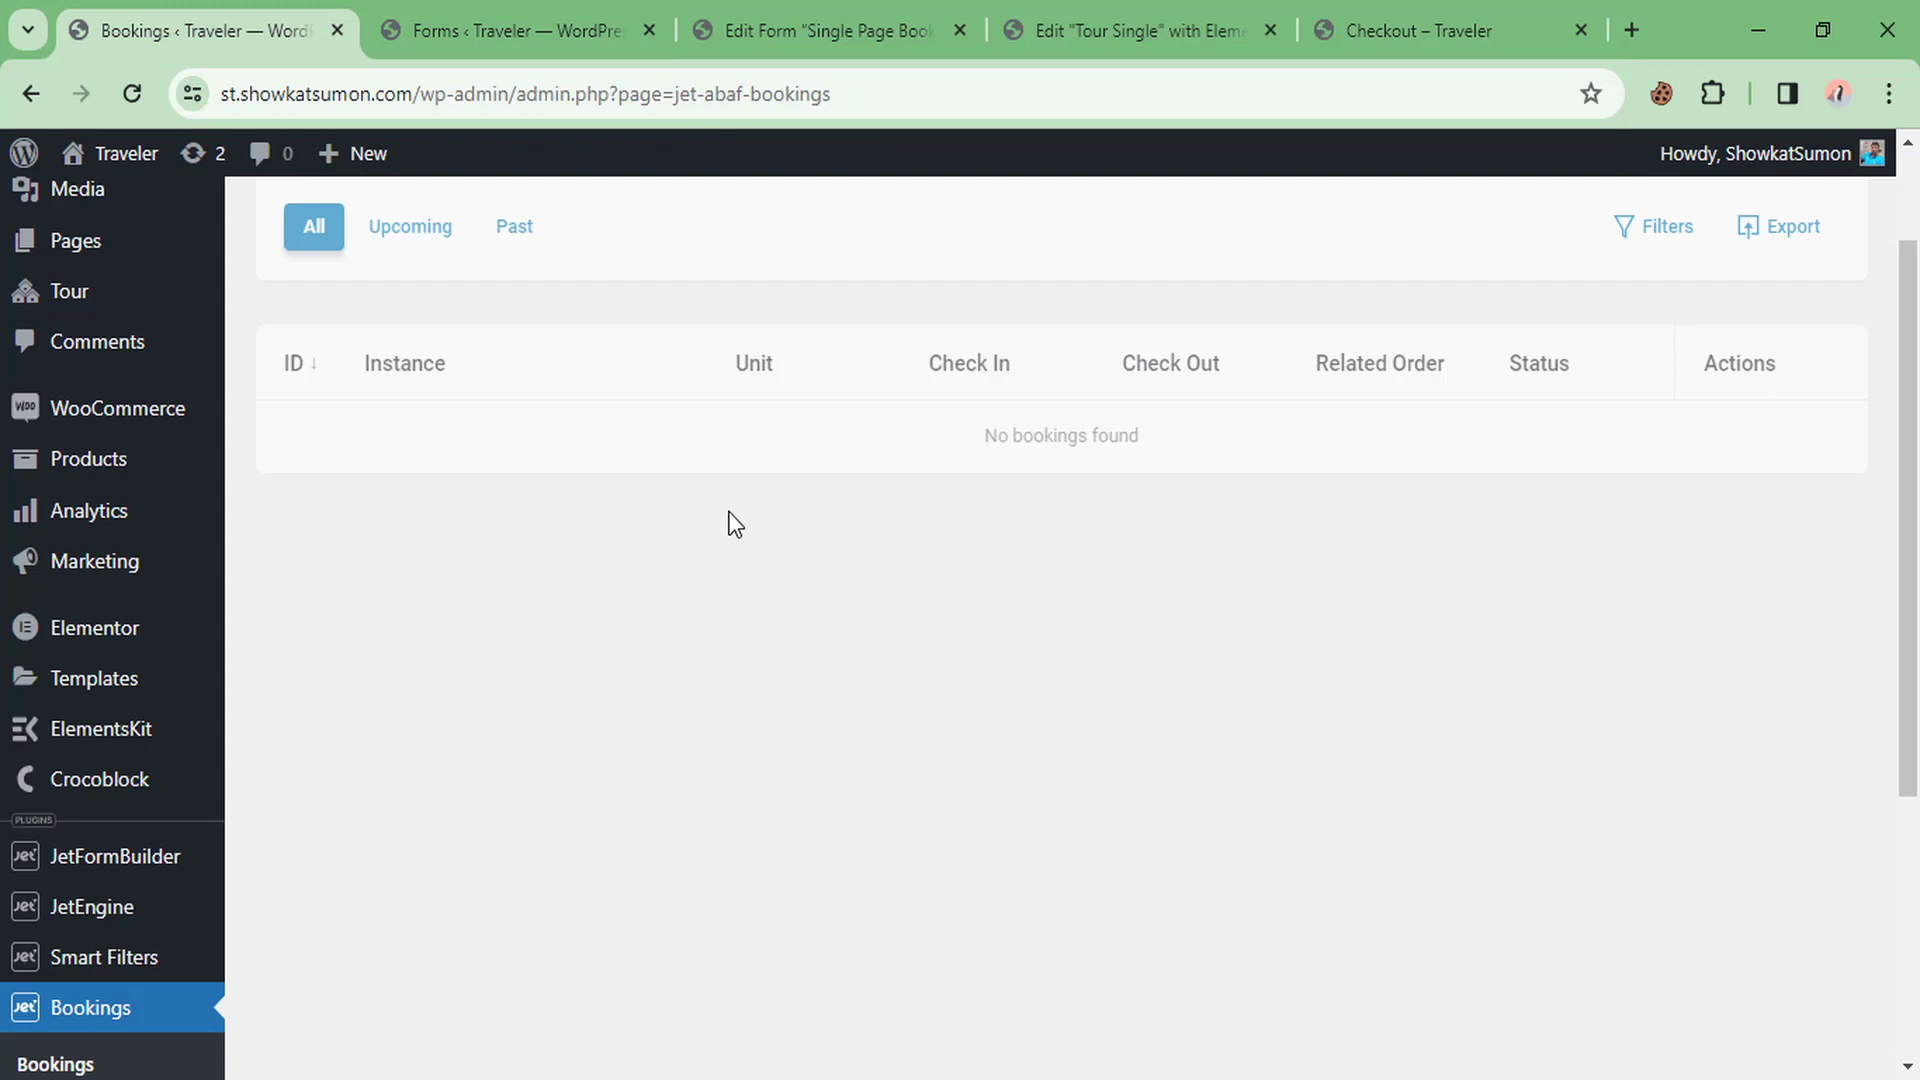 Bookings ‹ Traveler — Word
Forms ‹ Traveler — WordPre
Edit Form "Single Page Book
Edit "Tour Single" with Eleme
Checkout – Traveler
st.showkatsumon.com/wp-admin/admin.php?page=jet-abaf-bookings
Traveler
2
0
New
Howdy, ShowkatSumon
Media
Pages
Tour
Comments
WooCommerce
Products
Analytics
Marketing
Elementor
Templates
ElementsKit
Crocoblock
PLUGINS
JetFormBuilder
JetEngine
Smart Filters
Bookings
Bookings
All
Upcoming
Past
Filters
Export
ID ↓
Instance
Unit
Check In
Check Out
Related Order
Status
Actions
No bookings found